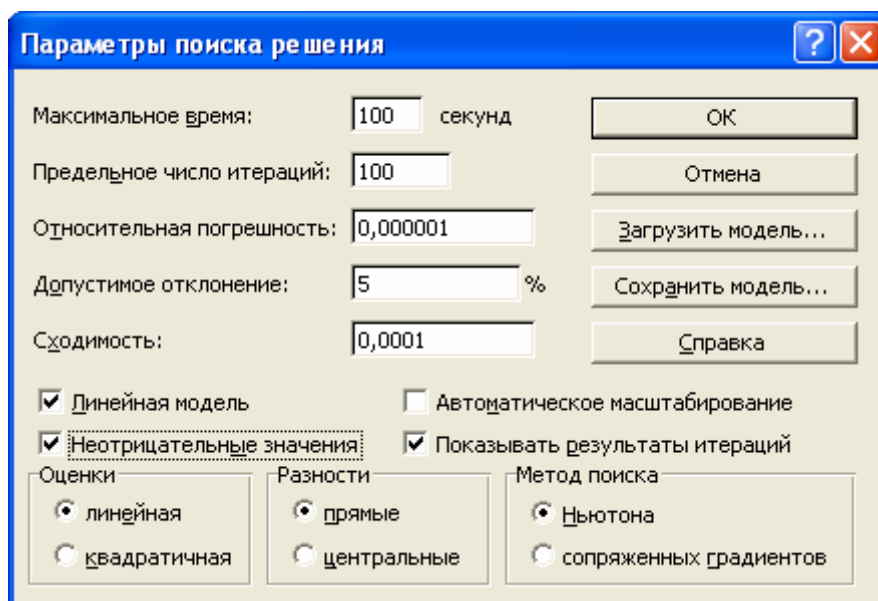 Параметры поиска решения
Максимальное время: 100 секунд
ОК
Предельное число итераций: 100
Отмена
Относительная погрешность: 0,000001
Загрузить модель...
Допустимое отклонение: 5 %
Сохранить модель...
Сходимость: 0,0001
Справка
Линейная модель
Автоматическое масштабирование
Неотрицательные значения
Показывать результаты итераций
Оценки
линейная
квадратичная
Разности
прямые
центральные
Метод поиска
Ньютона
сопряженных градиентов